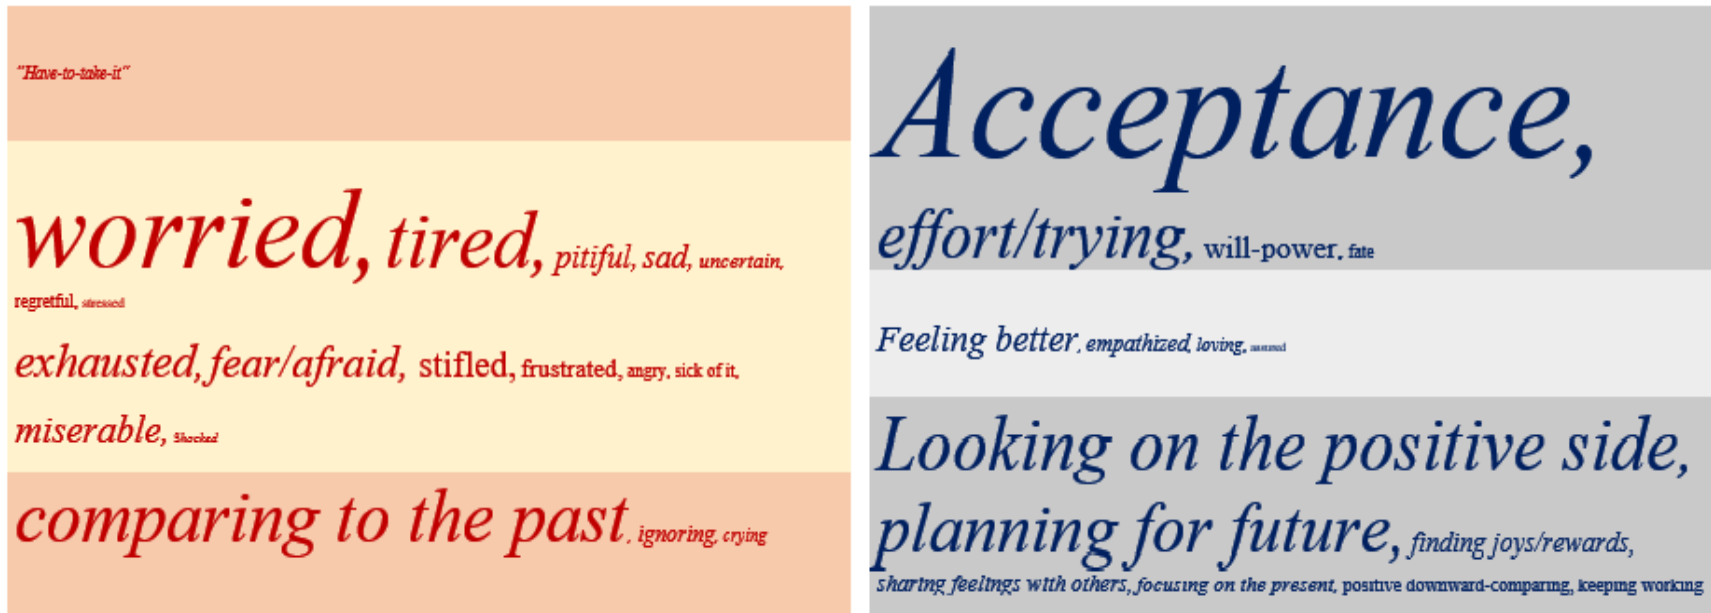 "Have-to-take-it"
worried, tired, pitiful, sad, uncertain,
regretful, stressed
exhausted, fear/afraid, stifled, frustrated, angry, sick of it,
miserable, Shocked
comparing to the past, ignoring, crying
Acceptance,
effort/trying, will-power, fate
Feeling better, empathized, loving,
Looking on the positive side,
planning for future, finding joys/rewards,
sharing feelings with others, focusing on the present, positive downward-comparing, keeping working